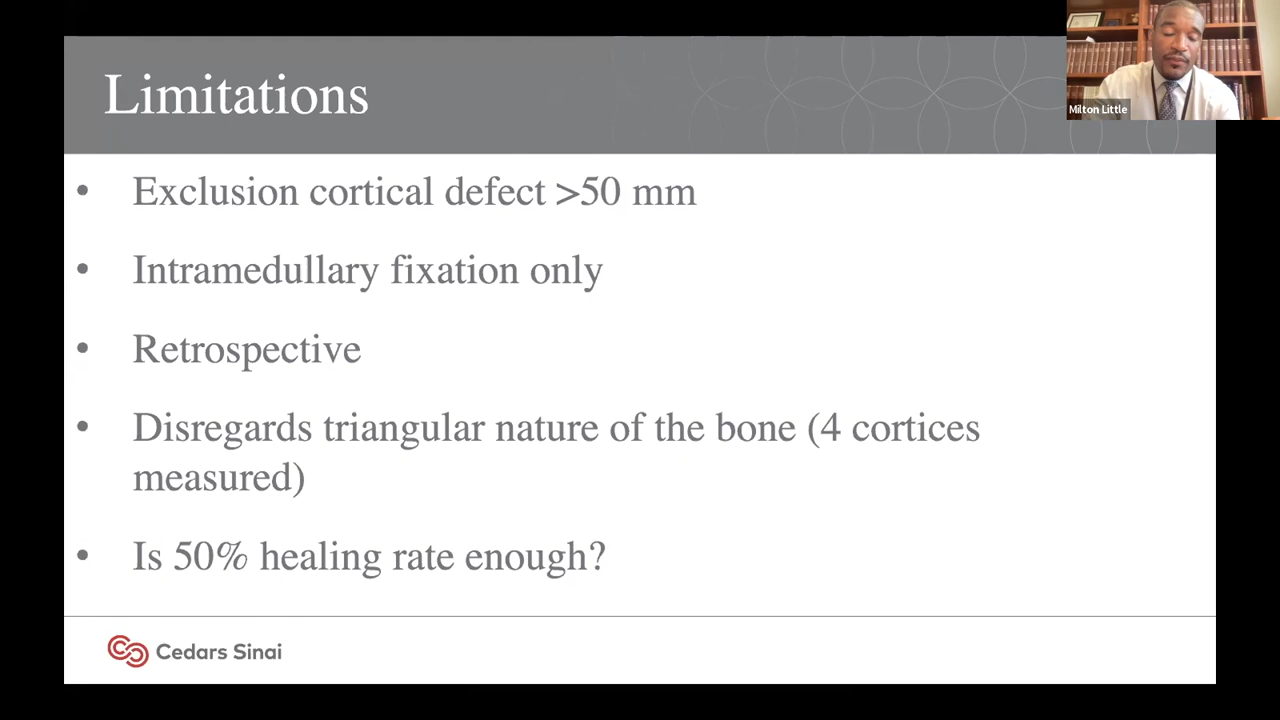 Limitations
Milton Little
• Exclusion cortical defect >50 mm
• Intramedullary fixation only
• Retrospective
• Disregards triangular nature of the bone (4 cortices
measured)
• Is 50% healing rate enough?
Cedars Sinai